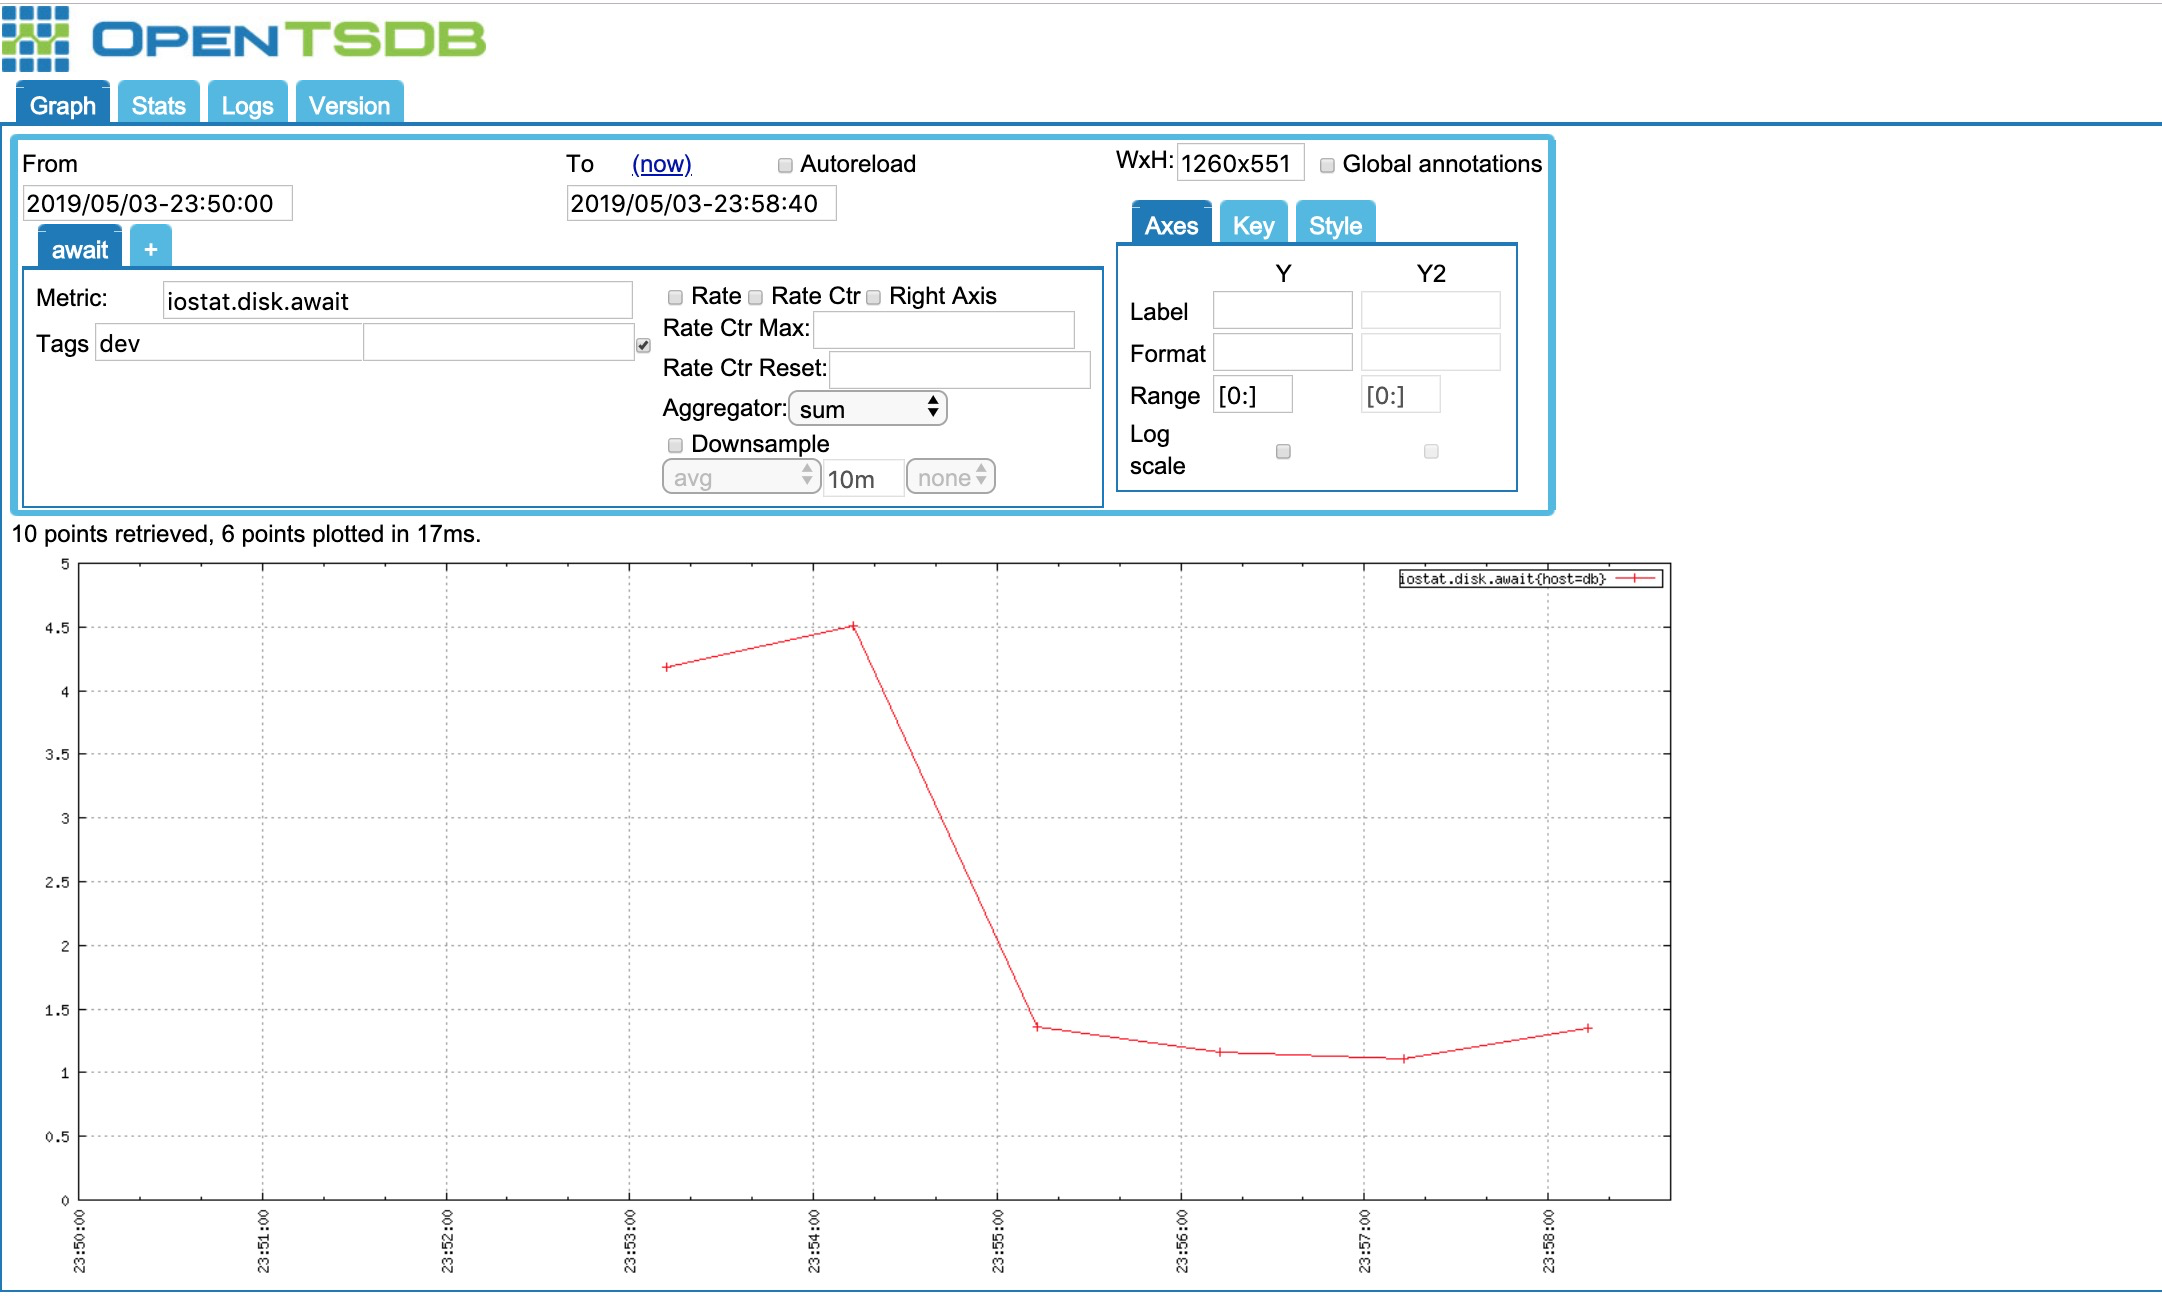 OPENTSDB
Graph Stats Logs Version
From To (now) Autoreload WxH: 1260x551 Global annotations
2019/05/03-23:50:00 2019/05/03-23:58:40
Axes Key Style
await +
Y Y2
Metric: iostat.disk.await Rate Rate Ctr Right Axis
Label
Rate Ctr Max:
Tags dev
Format
Rate Ctr Reset:
Range [0:] [0:]
Aggregator: sum
Log scale
Downsample
avg 10m none
10 points retrieved, 6 points plotted in 17ms.
iostat.disk.await{host=db}
5
4.5
4
3.5
3
2.5
2
1.5
1
0.5
0
23:50:00 23:51:00 23:52:00 23:53:00 23:54:00 23:55:00 23:56:00 23:57:00 23:58:00